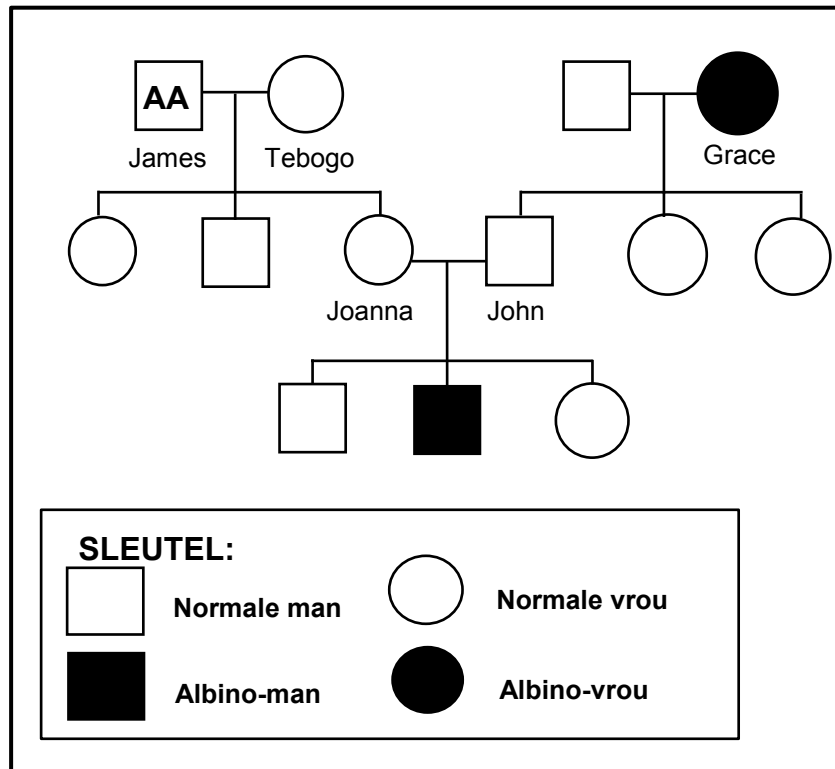 AA
James Tebogo Grace
Joanna John
SLEUTEL:
Normale man Normale vrou
Albino-man Albino-vrou